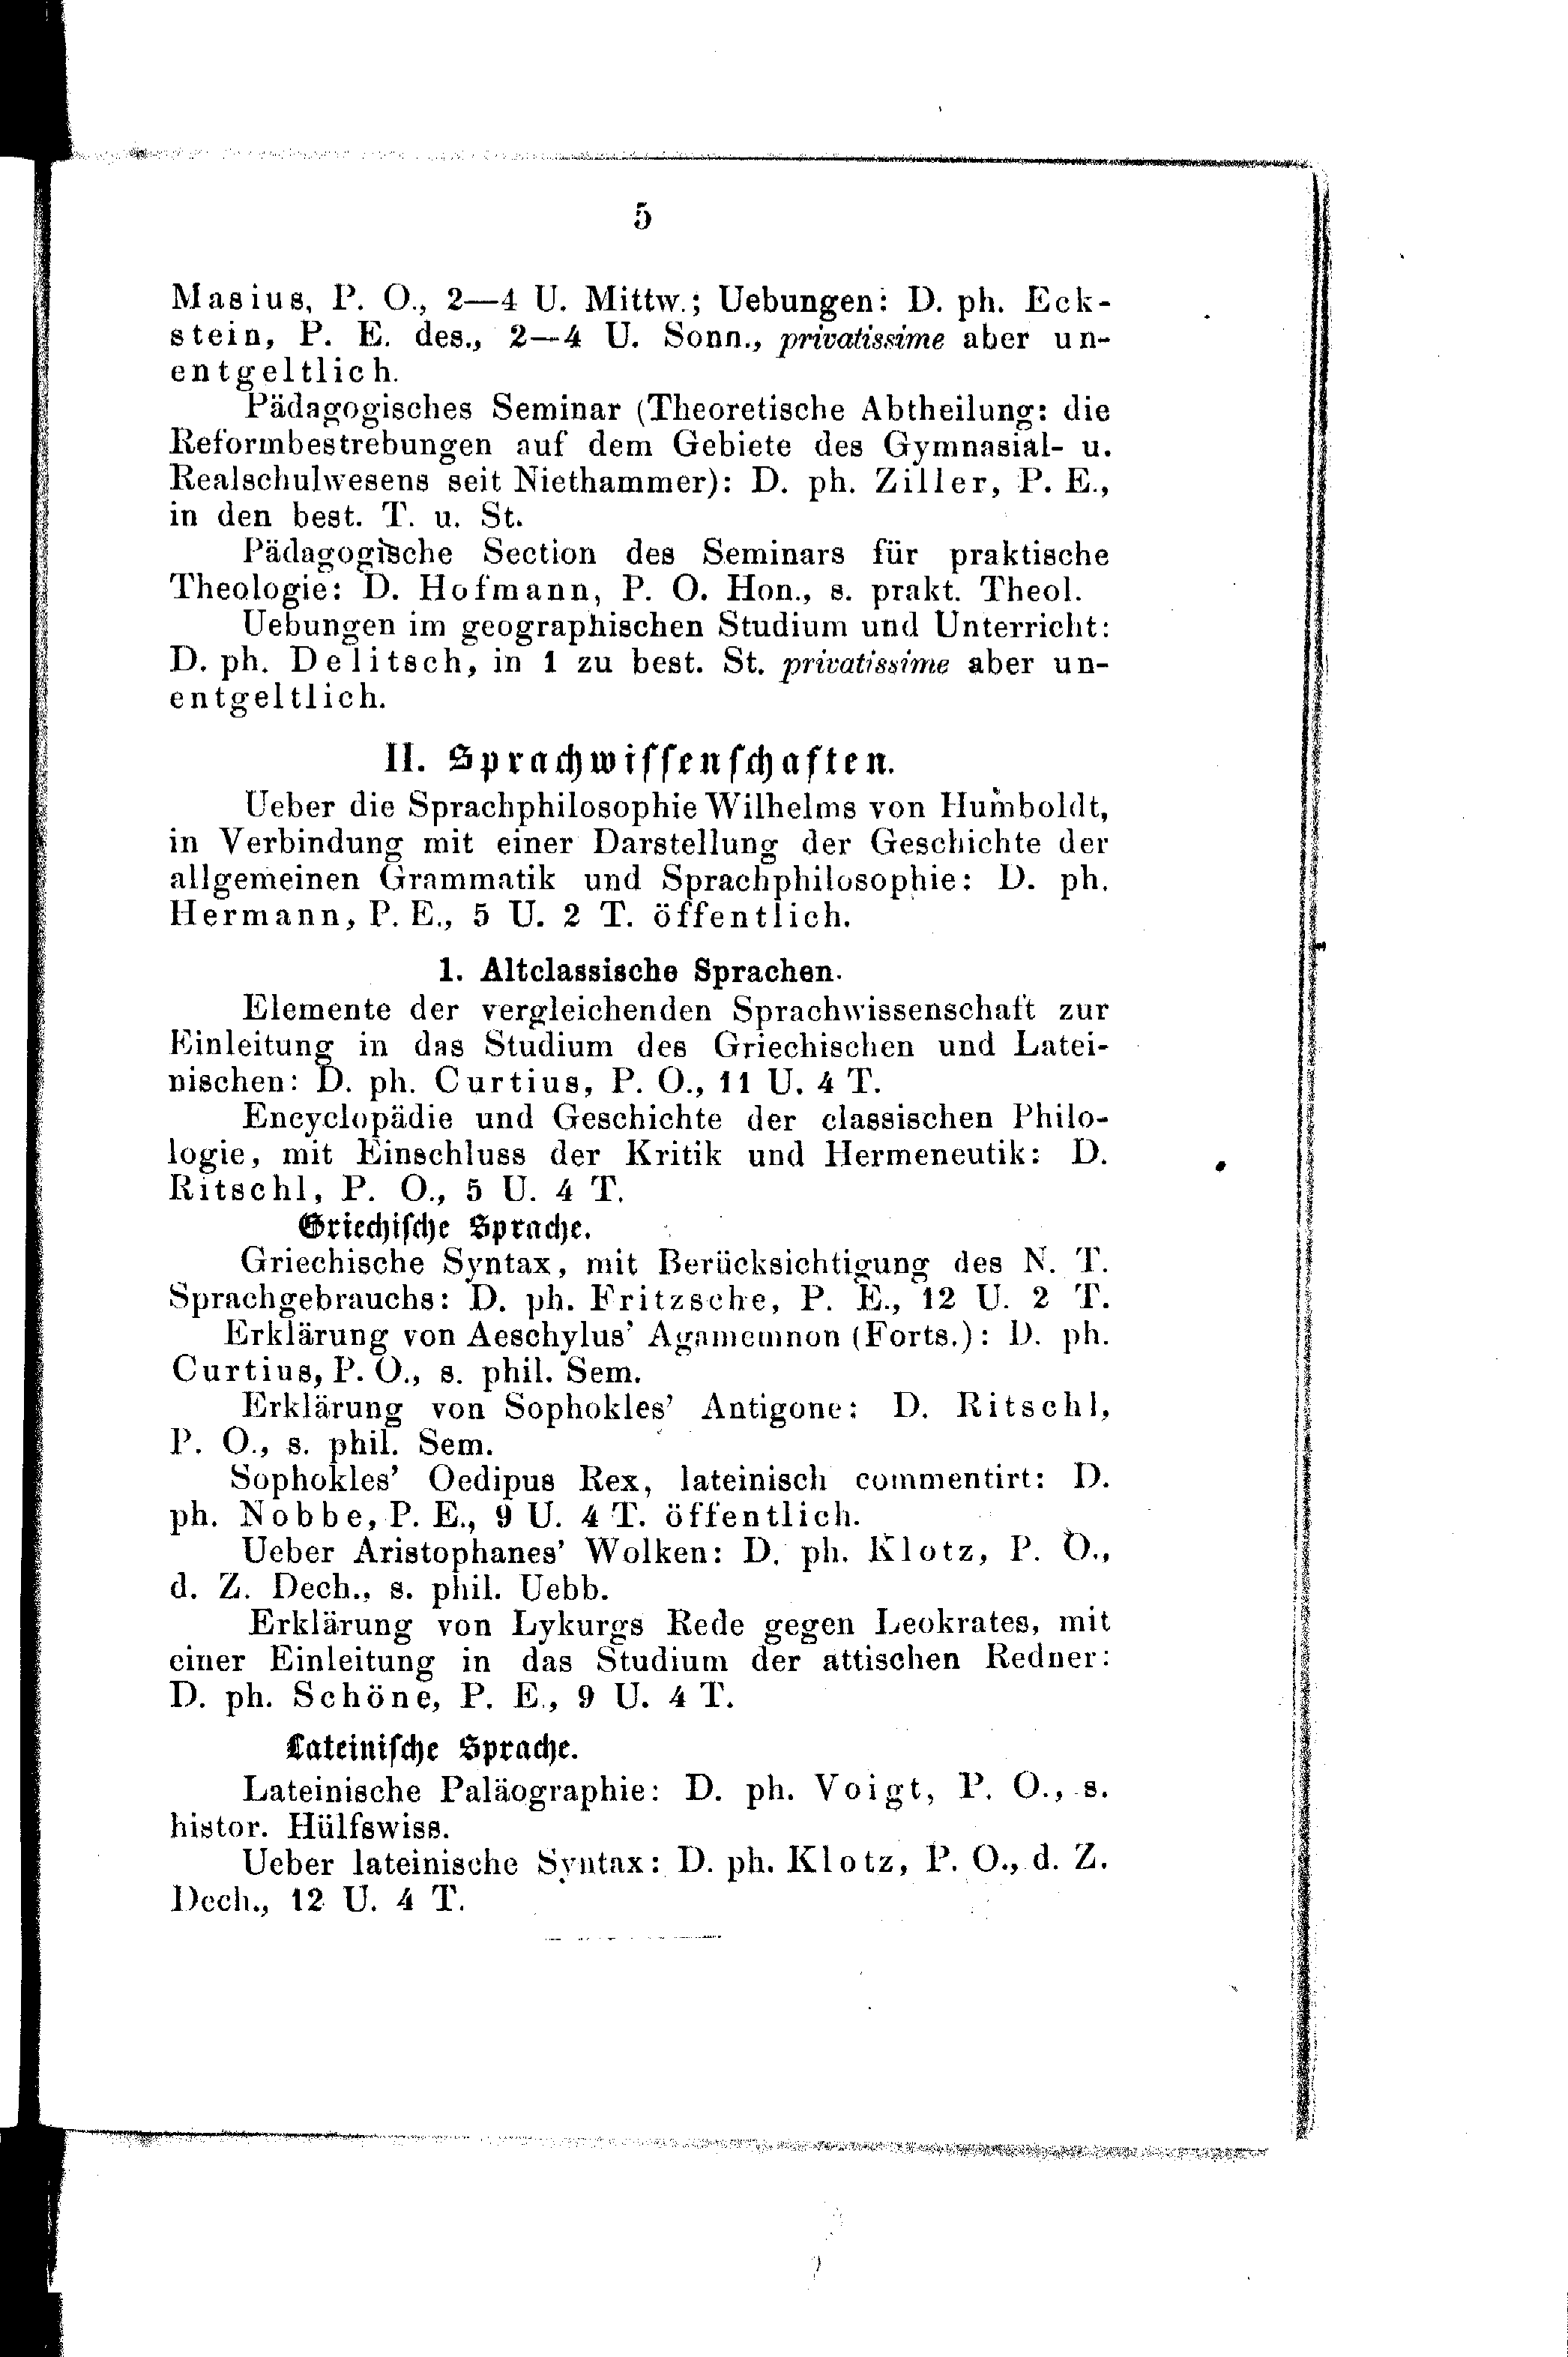 5
Masius, P. O., 2—4 U. Mittw.; Uebungen: D. ph. Eck-
stein, P. E. des., 2—4 U. Sonn., privatissime aber un-
entgeltlich.
Pädagogisches Seminar (Theoretische Abtheilung: die
Reformbestrebungen auf dem Gebiete des Gymnasial- u.
Realschulwesens seit Niethammer): D. ph. Ziller, P. E.,
in den best. T. u. St.
Pädagogische Section des Seminars für praktische
Theologie: D. Hofmann, P. O. Hon., s. prakt. Theol.
Uebungen im geographischen Studium und Unterricht:
D. ph. Delitsch, in 1 zu best. St. privatissime aber un-
entgeltlich.
II. Sprachwissenschaften.
Ueber die Sprachphilosophie Wilhelms von Humboldt,
in Verbindung mit einer Darstellung der Geschichte der
allgemeinen Grammatik und Sprachphilosophie: D. ph.
Hermann, P. E., 5 U. 2 T. öffentlich.
1. Altclassische Sprachen.
Elemente der vergleichenden Sprachwissenschaft zur
Einleitung in das Studium des Griechischen und Latei-
nischen: D. ph. Curtius, P. O., 11 U. 4 T.
Encyclopädie und Geschichte der classischen Philo-
logie, mit Einschluss der Kritik und Hermeneutik: D.
Ritschl, P. O., 5 U. 4 T.
Griechische Sprache.
Griechische Syntax, mit Berücksichtigung des N. T.
Sprachgebrauchs: D. ph. Fritzsche, P. E., 12 U. 2 T.
Erklärung von Aeschylus' Agamemnon (Forts.): D. ph.
Curtius, P. O., s. phil. Sem.
Erklärung von Sophokles' Antigone: D. Ritschl,
P. O., s. phil. Sem.
Sophokles' Oedipus Rex, lateinisch commentirt: D.
ph. Nobbe, P. E., 9 U. 4 T. öffentlich.
Ueber Aristophanes' Wolken: D. ph. Klotz, P. O.,
d. Z. Dech., s. phil. Uebb.
Erklärung von Lykurgs Rede gegen Leokrates, mit
einer Einleitung in das Studium der attischen Redner:
D. ph. Schöne, P. E., 9 U. 4 T.
Lateinische Sprache.
Lateinische Paläographie: D. ph. Voigt, P. O., s.
histor. Hülfswiss.
Ueber lateinische Syntax: D. ph. Klotz, P. O., d. Z.
Dech., 12 U. 4 T.